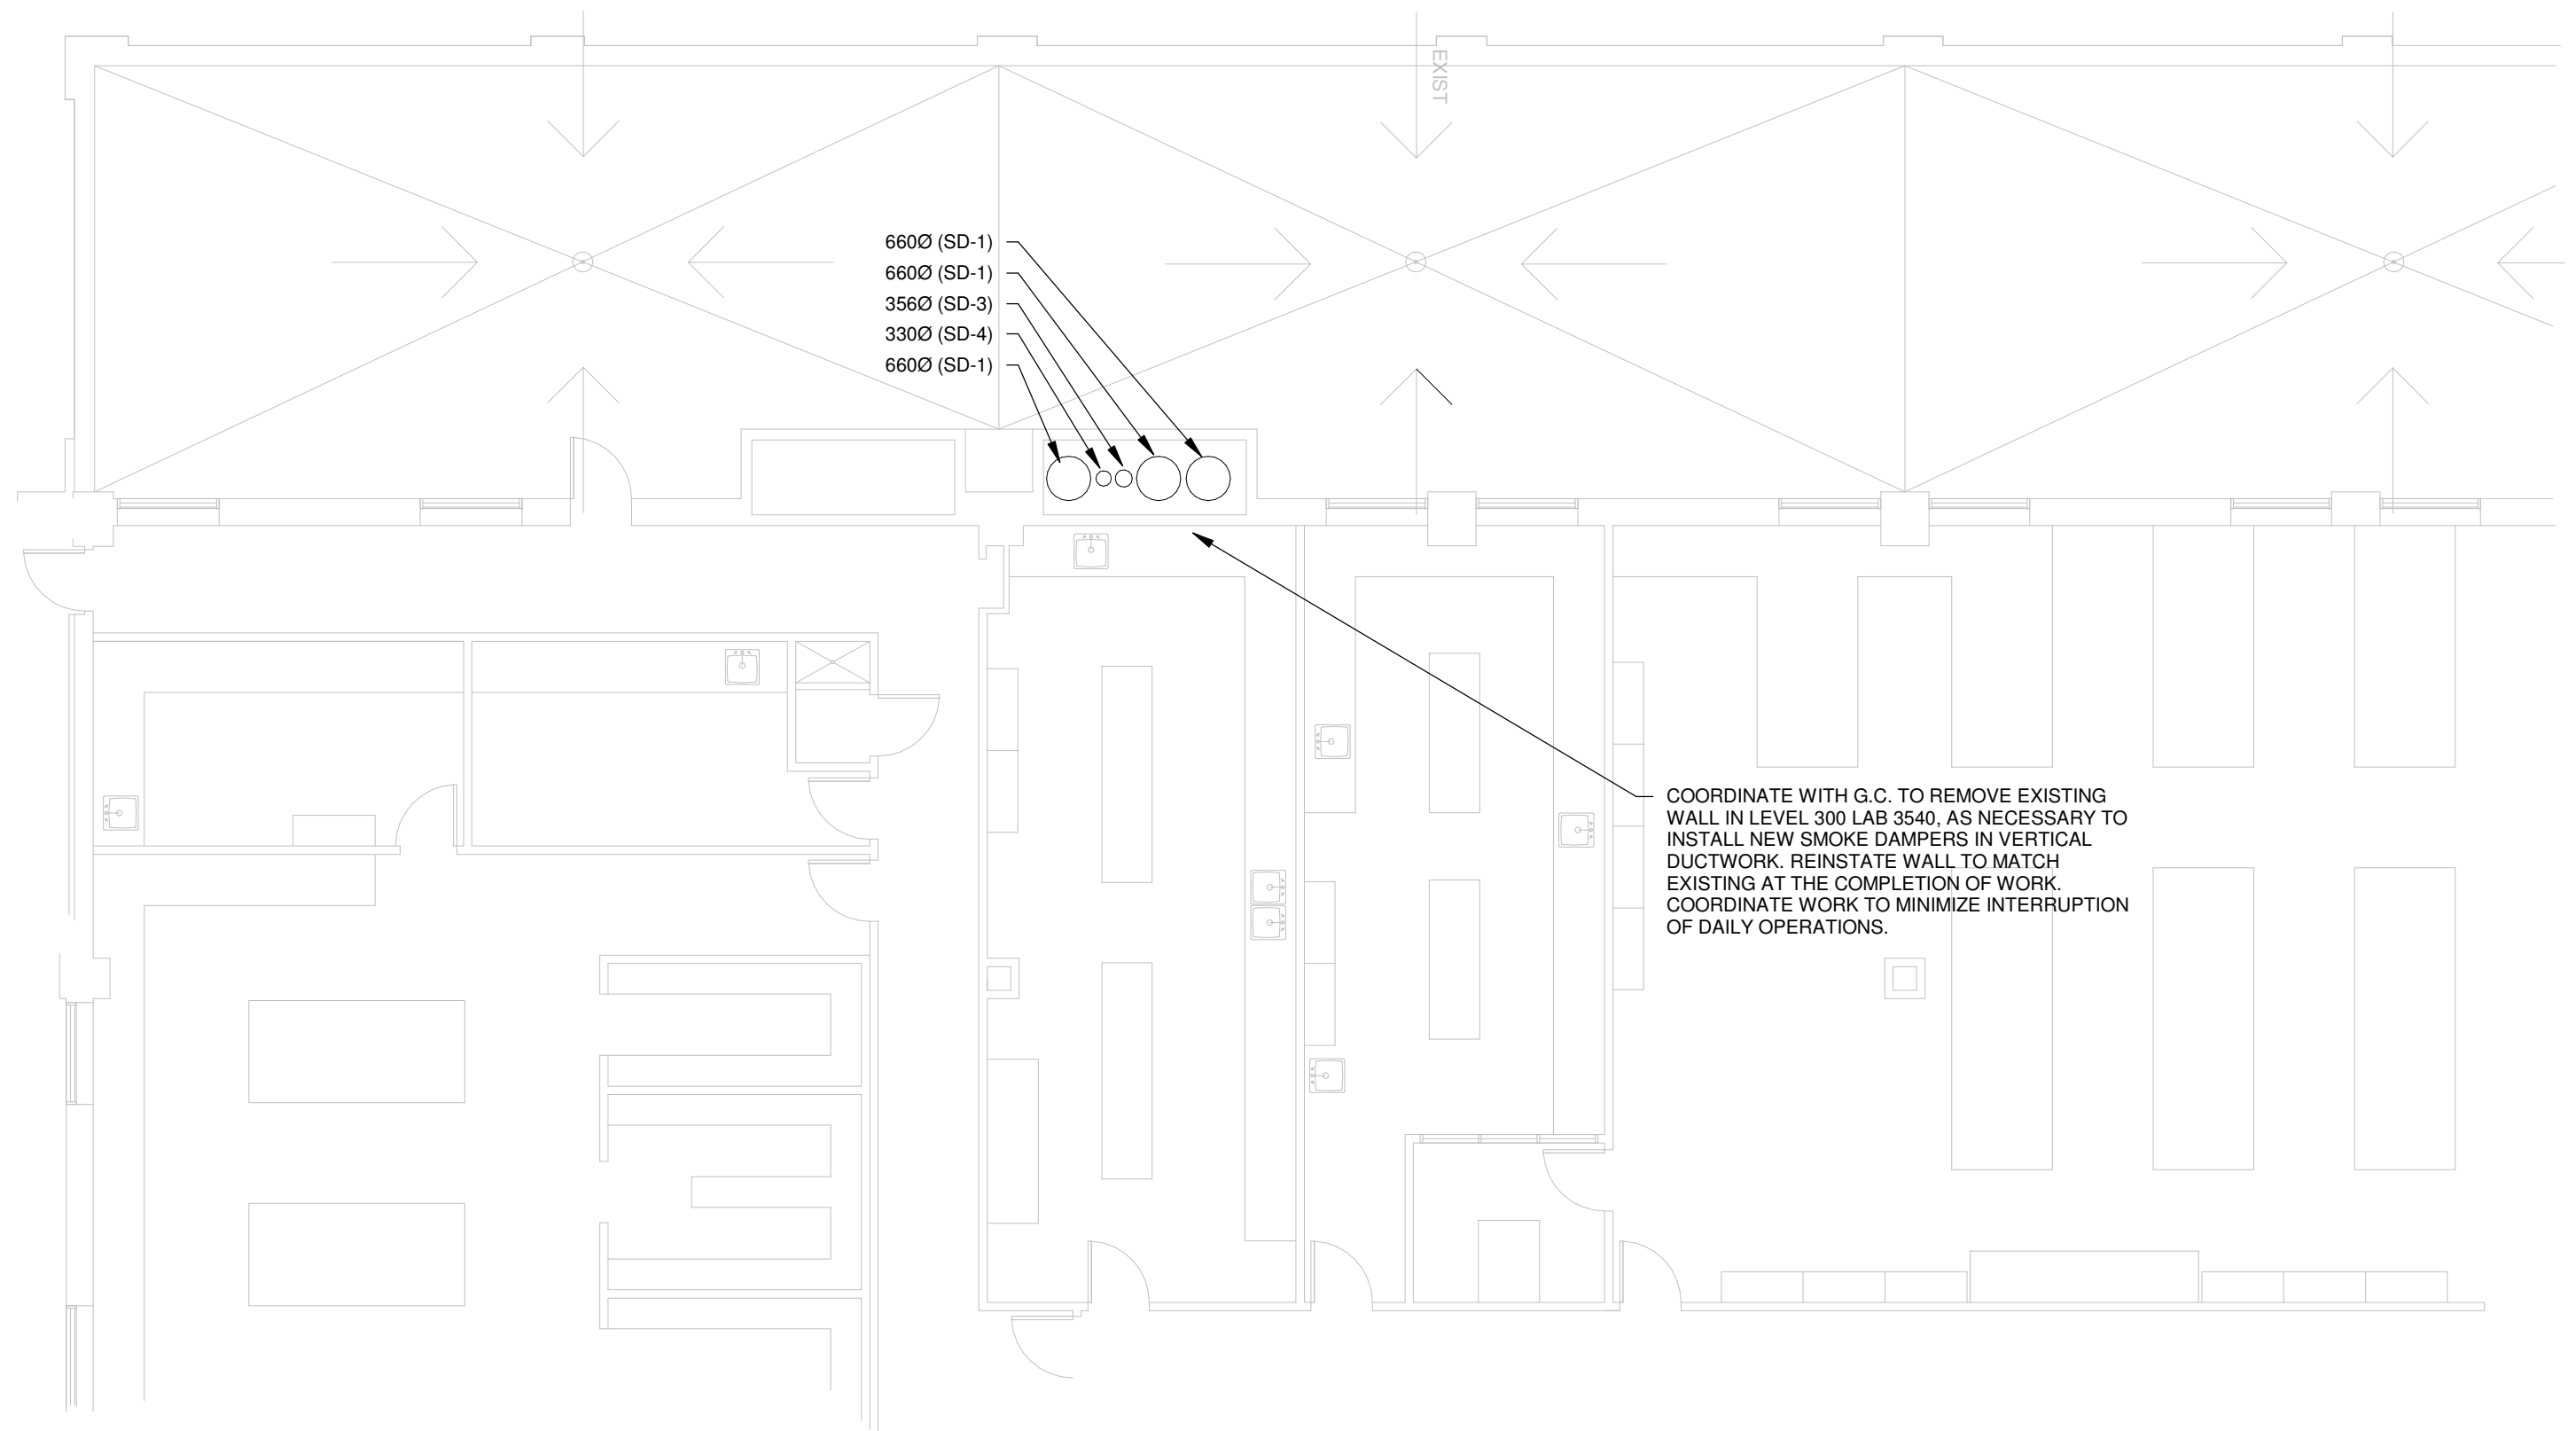 EXIST
660Ø (SD-1)
660Ø (SD-1)
356Ø (SD-3)
330Ø (SD-4)
660Ø (SD-1)
COORDINATE WITH G.C. TO REMOVE EXISTING
WALL IN LEVEL 300 LAB 3540, AS NECESSARY TO
INSTALL NEW SMOKE DAMPERS IN VERTICAL
DUCTWORK. REINSTATE WALL TO MATCH
EXISTING AT THE COMPLETION OF WORK.
COORDINATE WORK TO MINIMIZE INTERRUPTION
OF DAILY OPERATIONS.